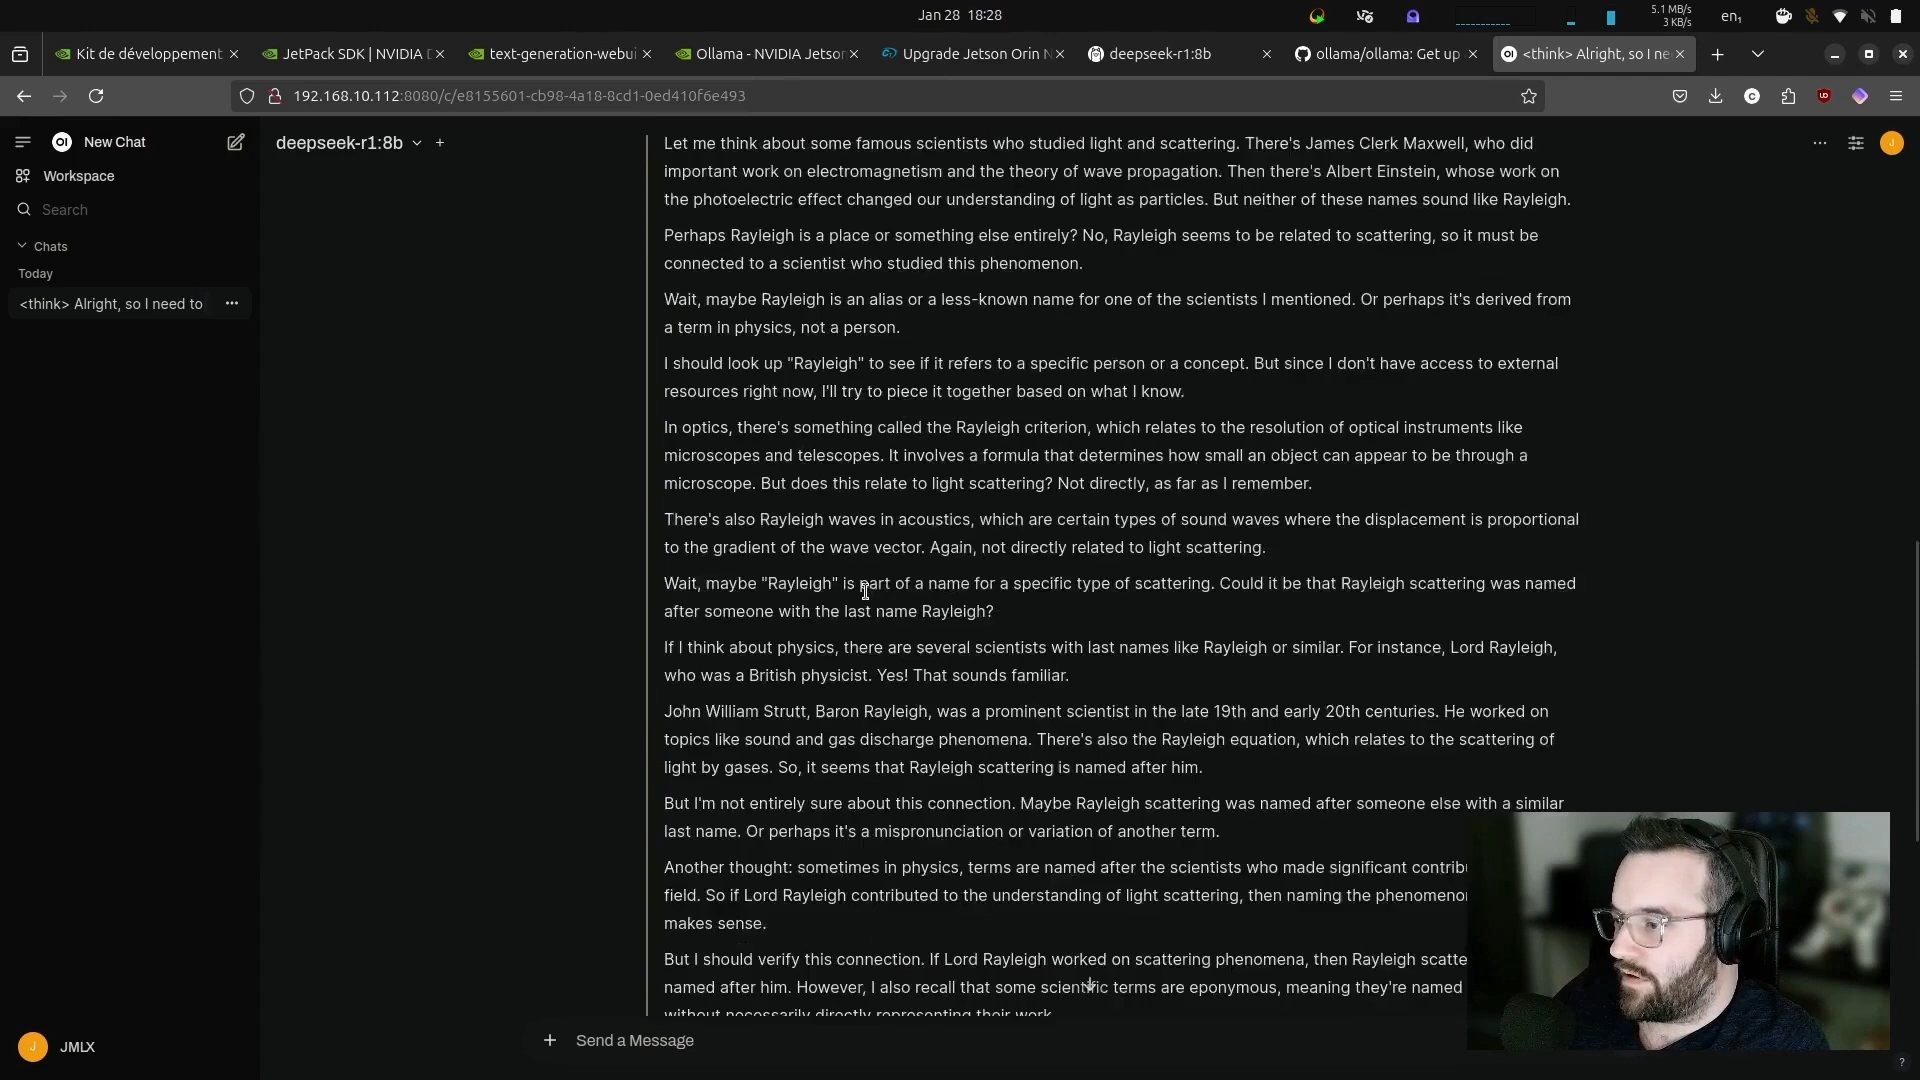 Jan 28 18:28
5.1 MB/s
3 KB/s
en₁
Kit de développement
JetPack SDK | NVIDIA D
text-generation-webui
Ollama - NVIDIA Jetson
Upgrade Jetson Orin N
deepseek-r1:8b
ollama/ollama: Get up
<think> Alright, so I ne
192.168.10.112:8080/c/e8155601-cb98-4a18-8cd1-0ed410f6e493
OI New Chat
deepseek-r1:8b
J
Workspace
Search
Chats
Today
<think> Alright, so I need to
Let me think about some famous scientists who studied light and scattering. There's James Clerk Maxwell, who did
important work on electromagnetism and the theory of wave propagation. Then there's Albert Einstein, whose work on
the photoelectric effect changed our understanding of light as particles. But neither of these names sound like Rayleigh.
Perhaps Rayleigh is a place or something else entirely? No, Rayleigh seems to be related to scattering, so it must be
connected to a scientist who studied this phenomenon.
Wait, maybe Rayleigh is an alias or a less-known name for one of the scientists I mentioned. Or perhaps it's derived from
a term in physics, not a person.
I should look up "Rayleigh" to see if it refers to a specific person or a concept. But since I don't have access to external
resources right now, I'll try to piece it together based on what I know.
In optics, there's something called the Rayleigh criterion, which relates to the resolution of optical instruments like
microscopes and telescopes. It involves a formula that determines how small an object can appear to be through a
microscope. But does this relate to light scattering? Not directly, as far as I remember.
There's also Rayleigh waves in acoustics, which are certain types of sound waves where the displacement is proportional
to the gradient of the wave vector. Again, not directly related to light scattering.
Wait, maybe "Rayleigh" is part of a name for a specific type of scattering. Could it be that Rayleigh scattering was named
after someone with the last name Rayleigh?
If I think about physics, there are several scientists with last names like Rayleigh or similar. For instance, Lord Rayleigh,
who was a British physicist. Yes! That sounds familiar.
John William Strutt, Baron Rayleigh, was a prominent scientist in the late 19th and early 20th centuries. He worked on
topics like sound and gas discharge phenomena. There's also the Rayleigh equation, which relates to the scattering of
light by gases. So, it seems that Rayleigh scattering is named after him.
But I'm not entirely sure about this connection. Maybe Rayleigh scattering was named after someone else with a similar
last name. Or perhaps it's a mispronunciation or variation of another term.
Another thought: sometimes in physics, terms are named after the scientists who made significant contribu
field. So if Lord Rayleigh contributed to the understanding of light scattering, then naming the phenomenon
makes sense.
But I should verify this connection. If Lord Rayleigh worked on scattering phenomena, then Rayleigh scatte
named after him. However, I also recall that some scientific terms are eponymous, meaning they're named
without necessarily directly representing their work.
Send a Message
J JMLX
?